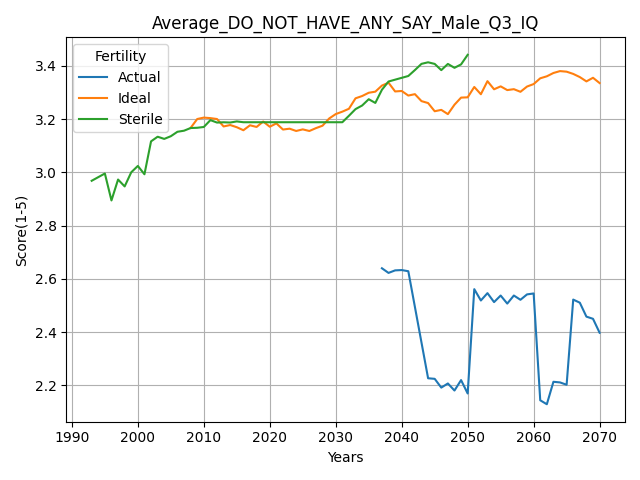 Average_DO_NOT_HAVE_ANY_SAY_Male_Q3_IQ
Fertility
Actual
Ideal
Sterile
Score(1-5)
3.4
3.2
3.0
2.8
2.6
2.4
2.2
1990 2000 2010 2020 2030 2040 2050 2060 2070
Years